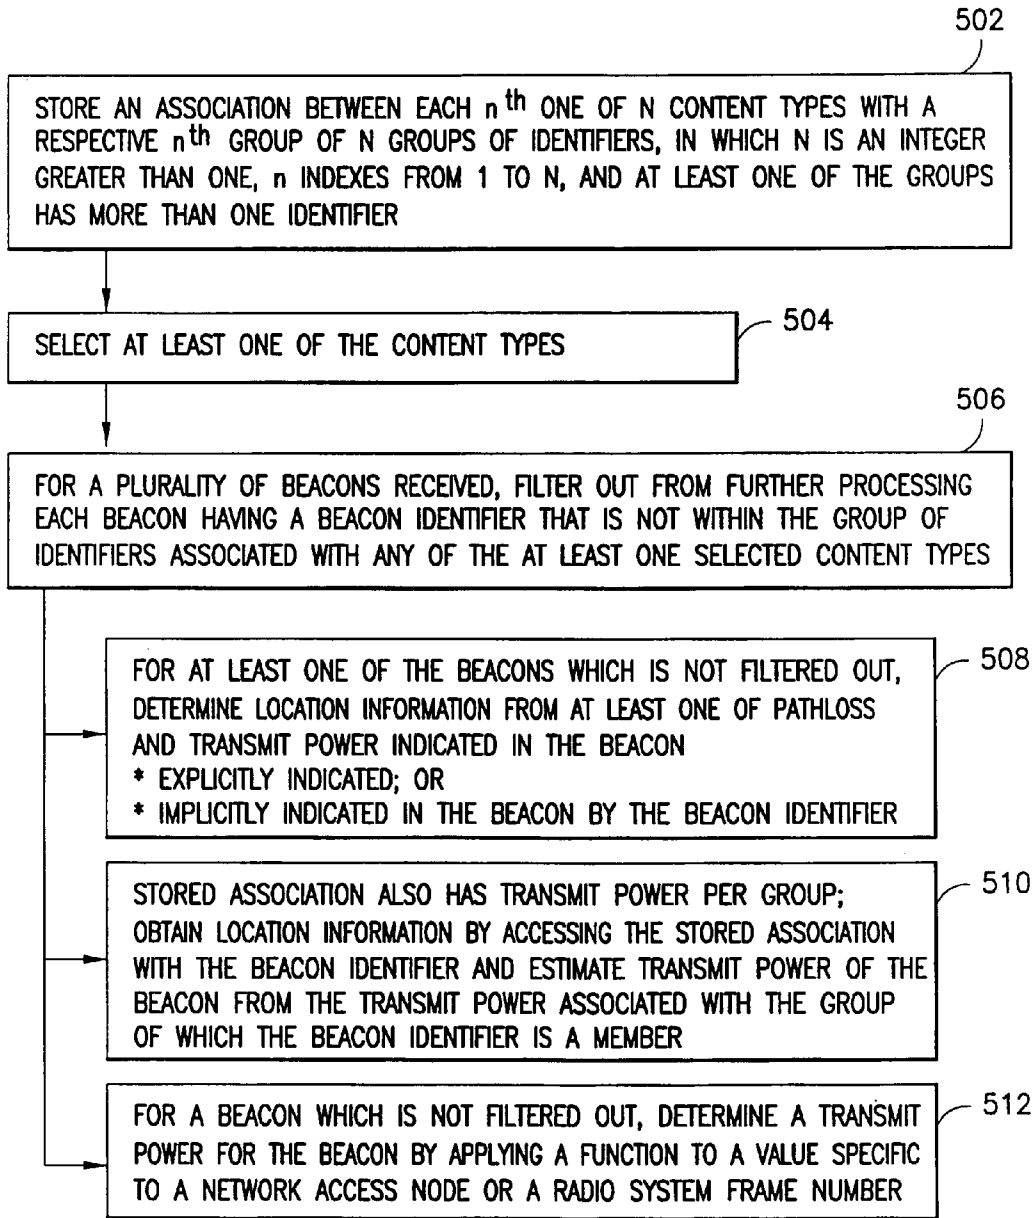 502
STORE AN ASSOCIATION BETWEEN EACH nth ONE OF N CONTENT TYPES WITH A
RESPECTIVE nth GROUP OF N GROUPS OF IDENTIFIERS, IN WHICH N IS AN INTEGER
GREATER THAN ONE, n INDEXES FROM 1 TO N, AND AT LEAST ONE OF THE GROUPS
HAS MORE THAN ONE IDENTIFIER
504
SELECT AT LEAST ONE OF THE CONTENT TYPES
506
FOR A PLURALITY OF BEACONS RECEIVED, FILTER OUT FROM FURTHER PROCESSING
EACH BEACON HAVING A BEACON IDENTIFIER THAT IS NOT WITHIN THE GROUP OF
IDENTIFIERS ASSOCIATED WITH ANY OF THE AT LEAST ONE SELECTED CONTENT TYPES
508
FOR AT LEAST ONE OF THE BEACONS WHICH IS NOT FILTERED OUT,
DETERMINE LOCATION INFORMATION FROM AT LEAST ONE OF PATHLOSS
AND TRANSMIT POWER INDICATED IN THE BEACON
* EXPLICITLY INDICATED; OR
* IMPLICITLY INDICATED IN THE BEACON BY THE BEACON IDENTIFIER
510
STORED ASSOCIATION ALSO HAS TRANSMIT POWER PER GROUP;
OBTAIN LOCATION INFORMATION BY ACCESSING THE STORED ASSOCIATION
WITH THE BEACON IDENTIFIER AND ESTIMATE TRANSMIT POWER OF THE
BEACON FROM THE TRANSMIT POWER ASSOCIATED WITH THE GROUP
OF WHICH THE BEACON IDENTIFIER IS A MEMBER
512
FOR A BEACON WHICH IS NOT FILTERED OUT, DETERMINE A TRANSMIT
POWER FOR THE BEACON BY APPLYING A FUNCTION TO A VALUE SPECIFIC
TO A NETWORK ACCESS NODE OR A RADIO SYSTEM FRAME NUMBER